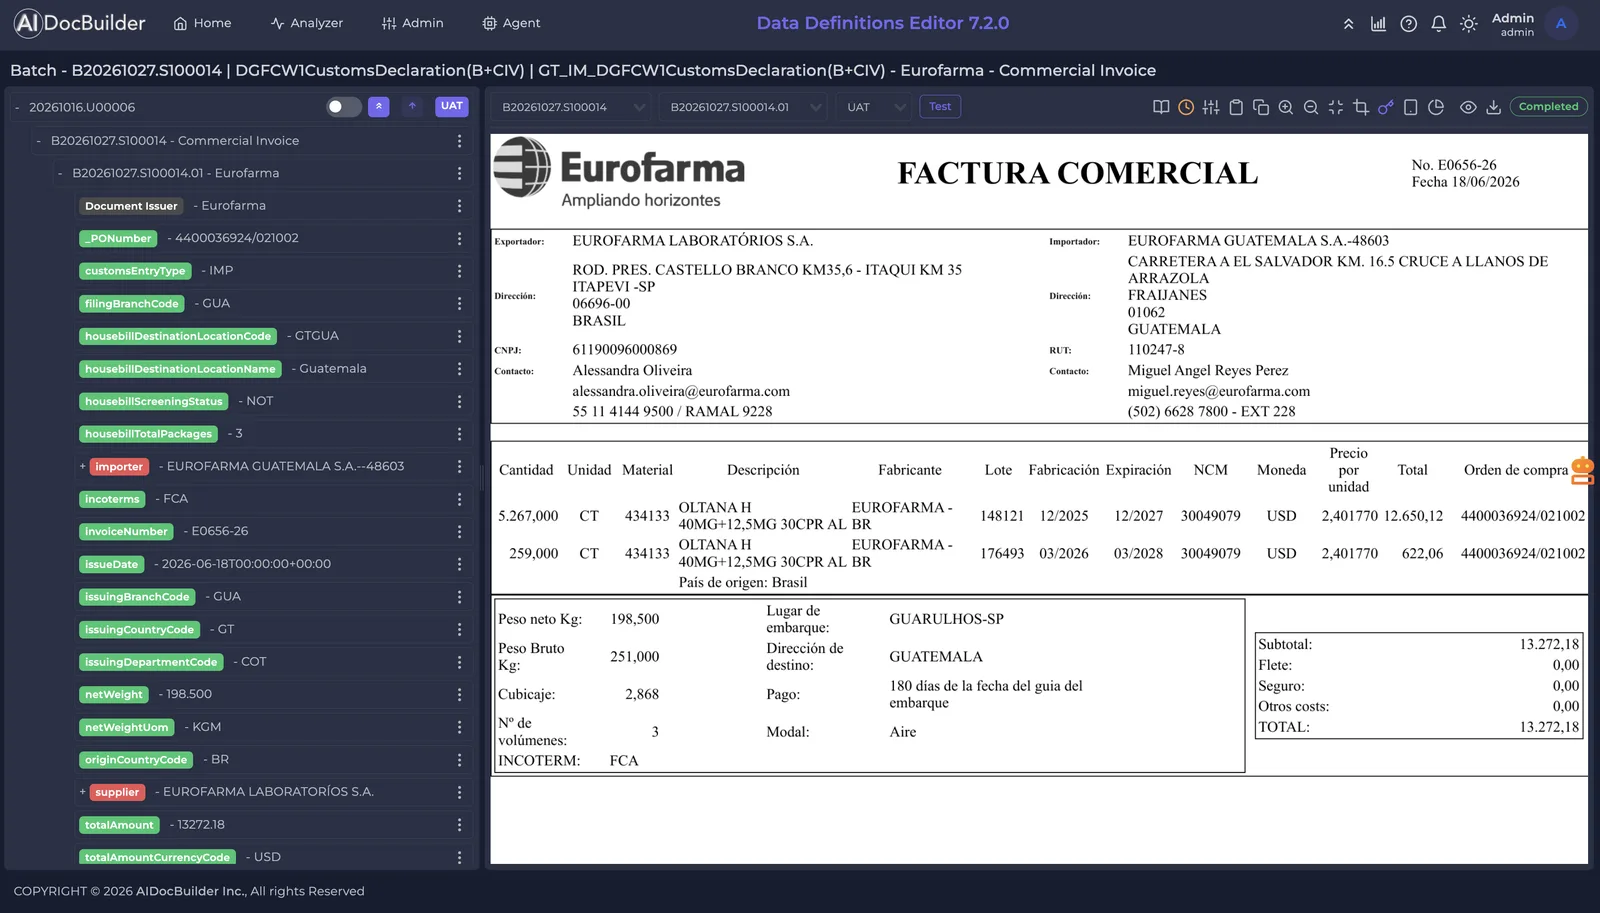 AIDocBuilder Home Analyzer Admin Agent Data Definitions Editor 7.2.0 Admin admin A
Batch - B20261027.S100014 | DGFCW1CustomsDeclaration(B+CIV) | GT_IM_DGFCW1CustomsDeclaration(B+CIV) - Eurofarma - Commercial Invoice
- 20261016.U00006 UAT
- B20261027.S100014 - Commercial Invoice
- B20261027.S100014.01 - Eurofarma
Document Issuer - Eurofarma
_PONumber - 4400036924/021002
customsEntryType - IMP
filingBranchCode - GUA
housebillDestinationLocationCode - GTGUA
housebillDestinationLocationName - Guatemala
housebillScreeningStatus - NOT
housebillTotalPackages - 3
+ importer - EUROFARMA GUATEMALA S.A.--48603
incoterms - FCA
invoiceNumber - E0656-26
issueDate - 2026-06-18T00:00:00+00:00
issuingBranchCode - GUA
issuingCountryCode - GT
issuingDepartmentCode - COT
netWeight - 198.500
netWeightUom - KGM
originCountryCode - BR
+ supplier - EUROFARMA LABORATORÍOS S.A.
totalAmount - 13272.18
totalAmountCurrencyCode - USD
B20261027.S100014 B20261027.S100014.01 UAT Test Completed
Eurofarma
Ampliando horizontes
FACTURA COMERCIAL
No. E0656-26
Fecha 18/06/2026
Exportador: EUROFARMA LABORATÓRIOS S.A.
Dirección: ROD. PRES. CASTELLO BRANCO KM35,6 - ITAQUI KM 35
ITAPEVI -SP
06696-00
BRASIL
CNPJ: 61190096000869
Contacto: Alessandra Oliveira
alessandra.oliveira@eurofarma.com
55 11 4144 9500 / RAMAL 9228
Importador: EUROFARMA GUATEMALA S.A.-48603
Dirección: CARRETERA A EL SALVADOR KM. 16.5 CRUCE A LLANOS DE
ARRAZOLA
FRAIJANES
01062
GUATEMALA
RUT: 110247-8
Contacto: Miguel Angel Reyes Perez
miguel.reyes@eurofarma.com
(502) 6628 7800 - EXT 228
Cantidad Unidad Material Descripción Fabricante Lote Fabricación Expiración NCM Moneda Precio por unidad Total Orden de compra
5.267,000 CT 434133 OLTANA H 40MG+12,5MG 30CPR AL EUROFARMA - BR 148121 12/2025 12/2027 30049079 USD 2,401770 12.650,12 4400036924/021002
259,000 CT 434133 OLTANA H 40MG+12,5MG 30CPR AL EUROFARMA - BR 176493 03/2026 03/2028 30049079 USD 2,401770 622,06 4400036924/021002
País de origen: Brasil
Peso neto Kg: 198,500 Lugar de embarque: GUARULHOS-SP
Peso Bruto Kg: 251,000 Dirección de destino: GUATEMALA
Cubicaje: 2,868 Pago: 180 días de la fecha del guia del embarque
Nº de volúmenes: 3 Modal: Aire
INCOTERM: FCA
Subtotal: 13.272,18
Flete: 0,00
Seguro: 0,00
Otros costs: 0,00
TOTAL: 13.272,18
COPYRIGHT © 2026 AIDocBuilder Inc., All rights Reserved